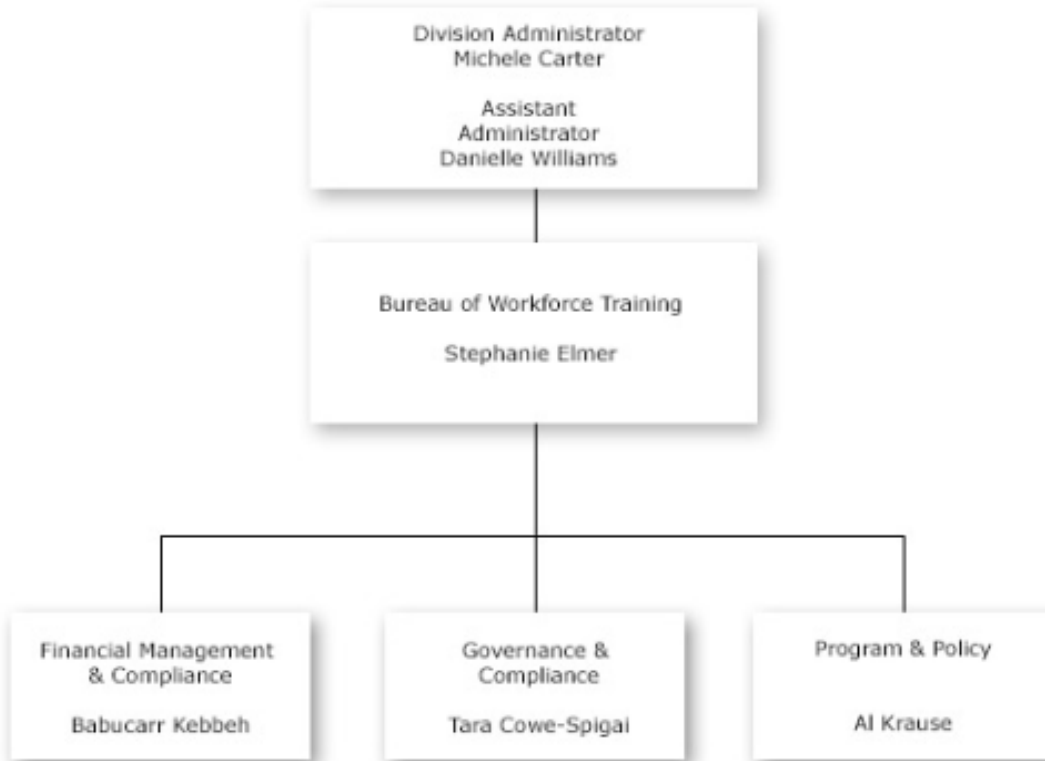 Division Administrator
Michele Carter
Assistant
Administrator
Danielle Williams
Bureau of Workforce Training
Stephanie Elmer
Financial Management
& Compliance
Babucarr Kebbeh
Governance &
Compliance
Tara Cowe-Spigai
Program & Policy
Al Krause